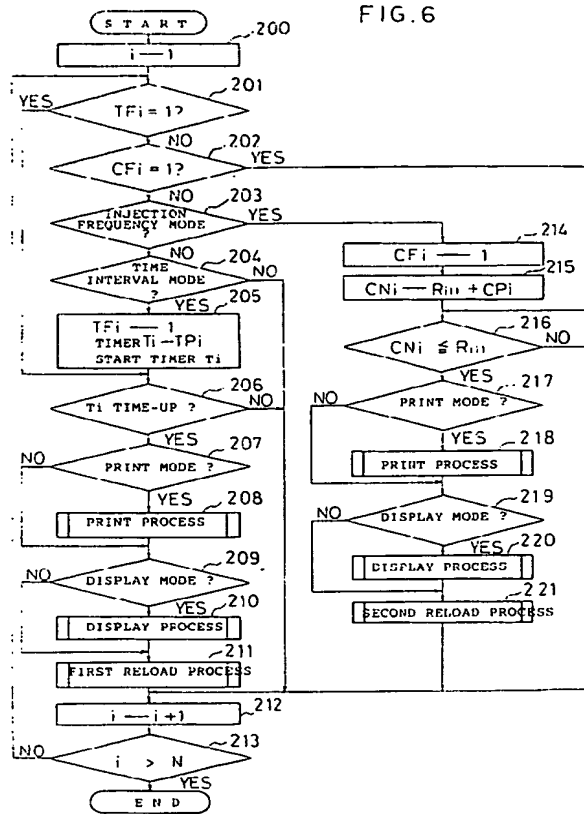 FIG.6
START
200
i ← 1
201
YES
TFi = 1?
NO
202
CFi = 1?
YES
NO
203
INJECTION
FREQUENCY MODE
?
YES
NO
204
TIME
INTERVAL MODE
?
NO
YES
205
TFi ← 1
TIMER Ti ← TPi
START TIMER Ti
206
Ti TIME-UP ?
NO
YES
207
NO
PRINT MODE ?
YES
208
PRINT PROCESS
209
NO
DISPLAY MODE ?
YES
210
DISPLAY PROCESS
211
FIRST RELOAD PROCESS
212
i ← i+1
213
NO
i > N
YES
END
214
CFi ← 1
215
CNi ← Rm + CPi
216
CNi ≦ Rm
NO
YES
217
NO
PRINT MODE ?
YES
218
PRINT PROCESS
219
NO
DISPLAY MODE ?
YES
220
DISPLAY PROCESS
221
SECOND RELOAD PROCESS